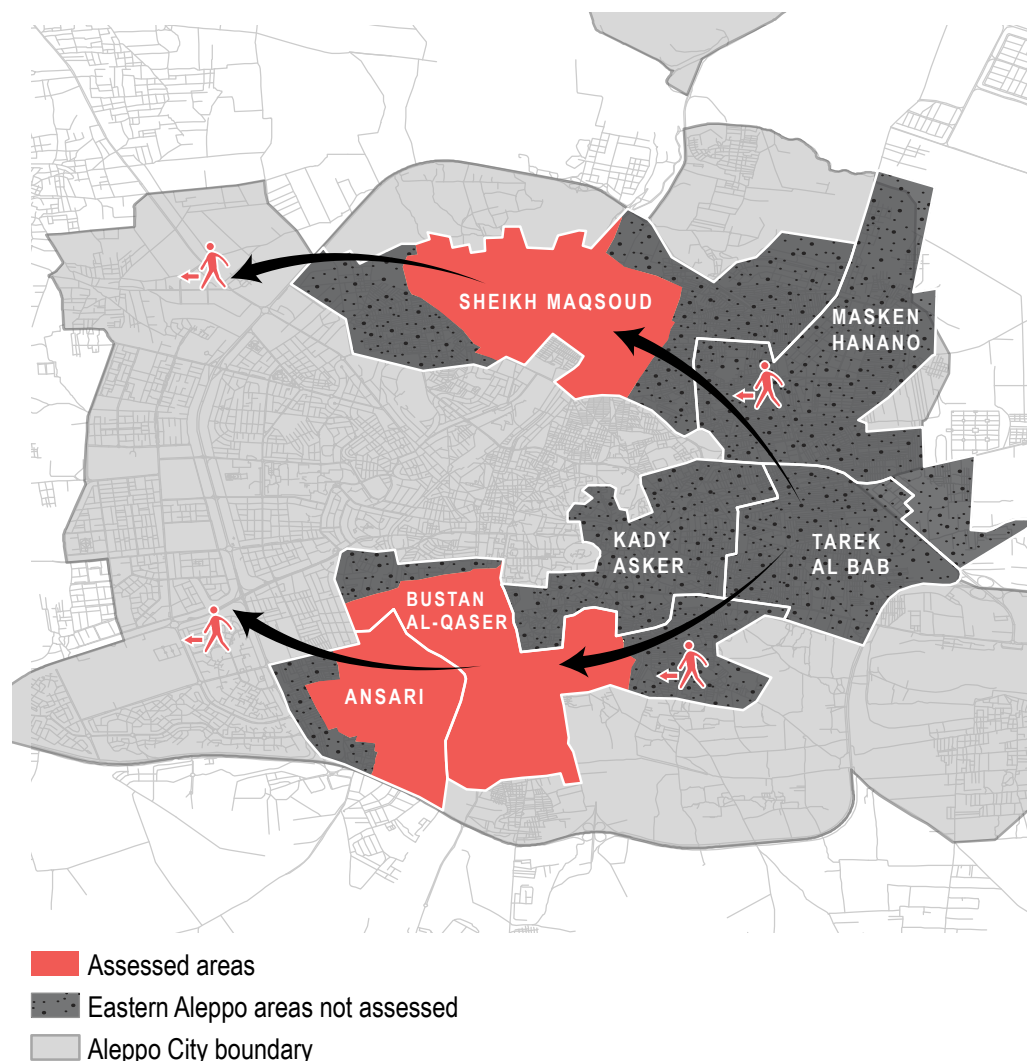 SHEIKH MAQSOUD
MASKEN
HANANO
KADY
ASKER
TAREK
AL BAB
BUSTAN
AL-QASER
ANSARI
Assessed areas
Eastern Aleppo areas not assessed
Aleppo City boundary